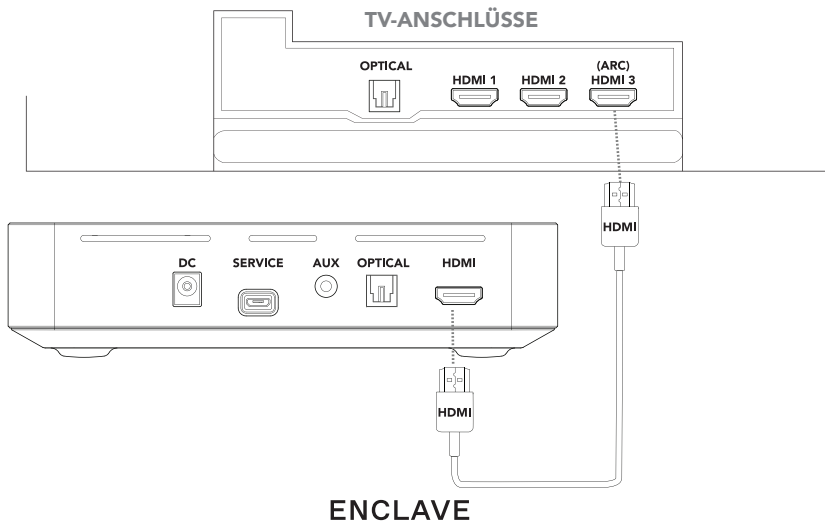 TV-ANSCHLÜSSE
OPTICAL
HDMI 1
HDMI 2
(ARC)
HDMI 3
HDMI
DC
SERVICE
AUX
OPTICAL
HDMI
HDMI
ENCLAVE